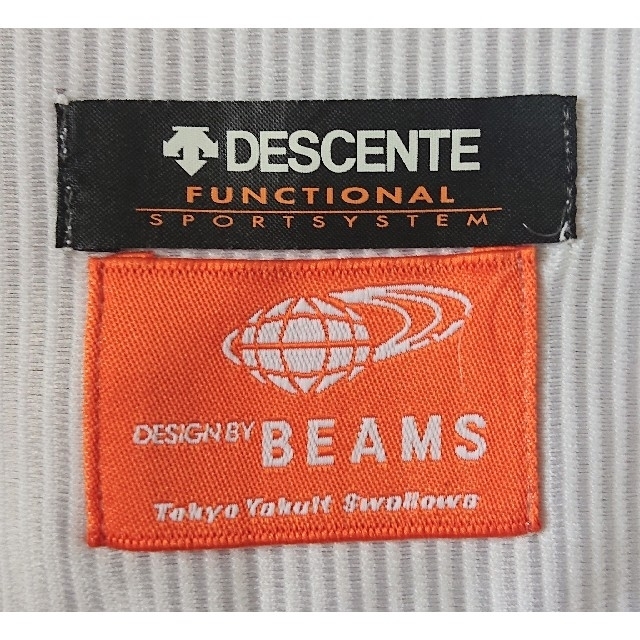 DESCENTE
FUNCTIONAL
SPORTSYSTEM
DESIGN BY BEAMS
Tokyo Yakult Swallows